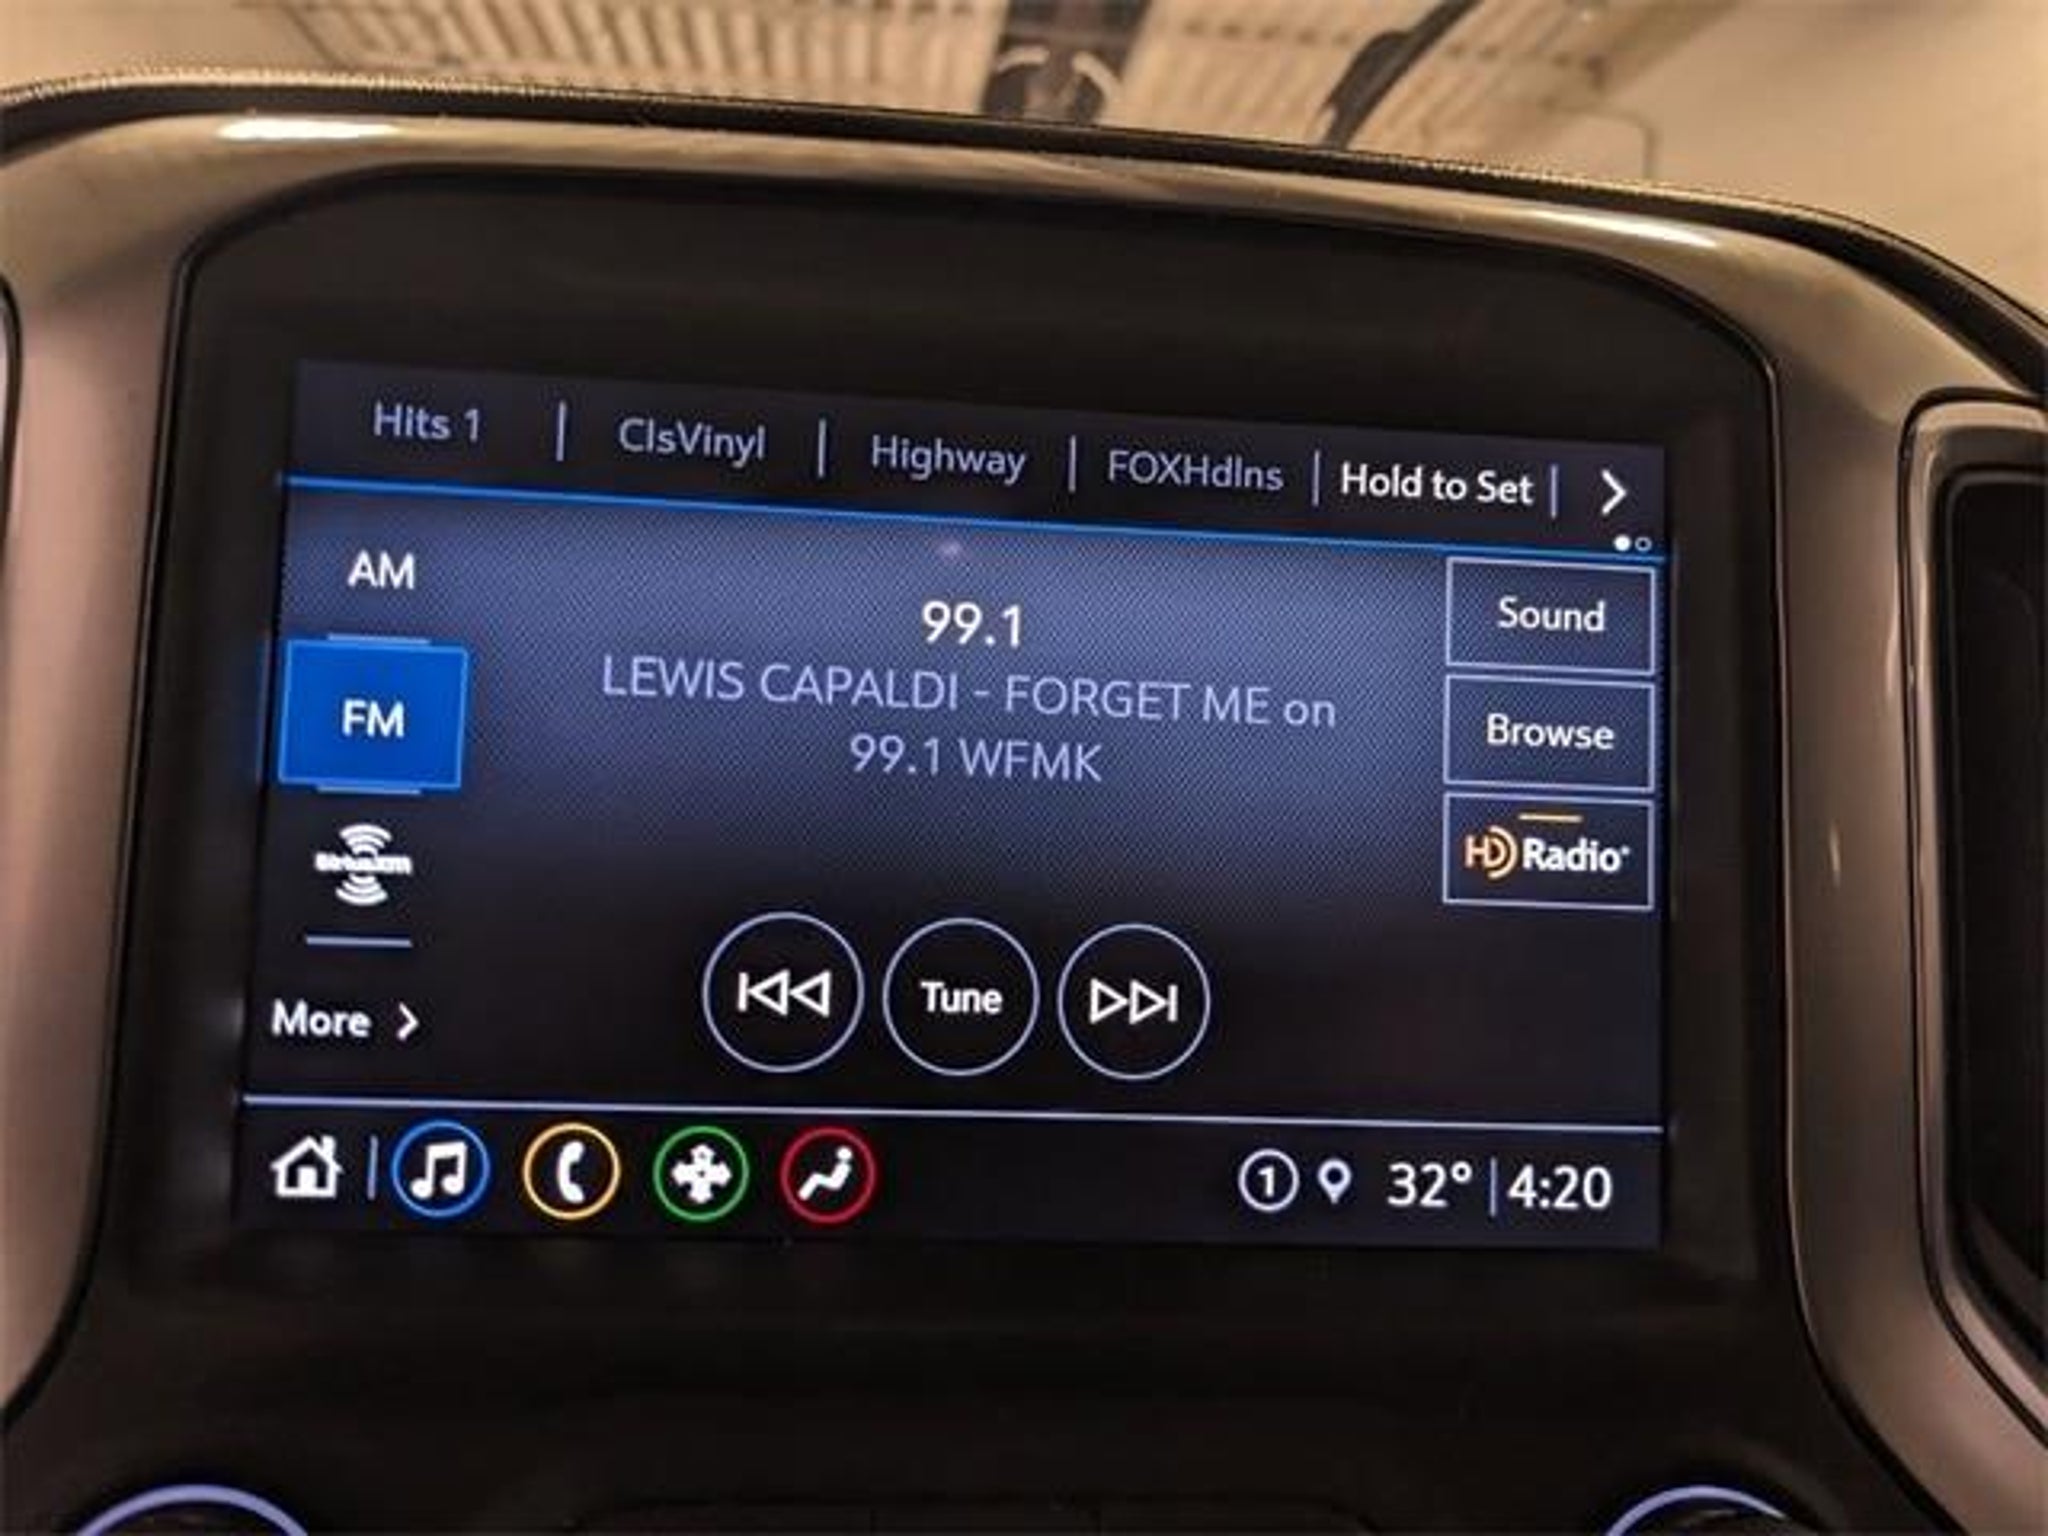 Hits 1 | ClsVinyl | Highway | FOXHdlns | Hold to Set |
AM
99.1
Sound
LEWIS CAPALDI - FORGET ME on
99.1 WFMK
FM
Browse
SiriusXM
HD Radio
More
Tune
1 32° | 4:20